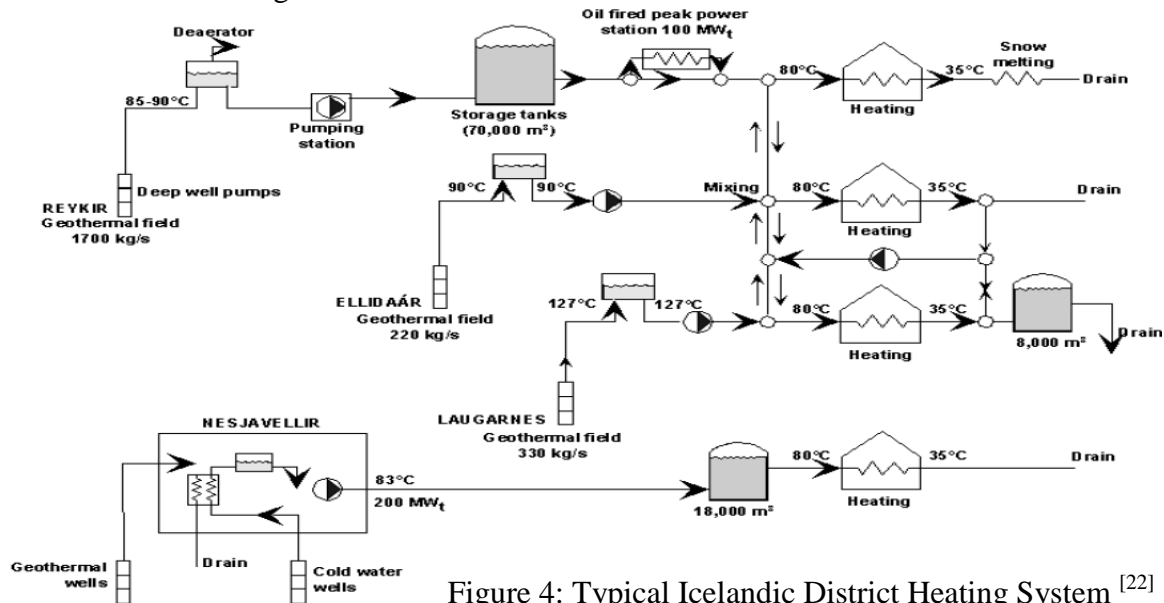 Oil fired peak power
station 100 MWt
Deaerator
Snow
melting
80°C
35°C
Drain
85-90°C
Pumping
station
Storage tanks
(70,000 m³)
Heating
Deep well pumps
REYKIR
Geothermal field
1700 kg/s
90°C
90°C
Mixing
80°C
35°C
Drain
Heating
ELLIDAÁR
Geothermal field
220 kg/s
127°C
127°C
80°C
35°C
Heating
8,000 m³
Drain
LAUGARNES
Geothermal field
330 kg/s
NESJAVELLIR
83°C
200 MWt
80°C
35°C
Drain
18,000 m³
Heating
Geothermal
wells
Drain
Cold water
wells
Figure 4: Typical Icelandic District Heating System [22]